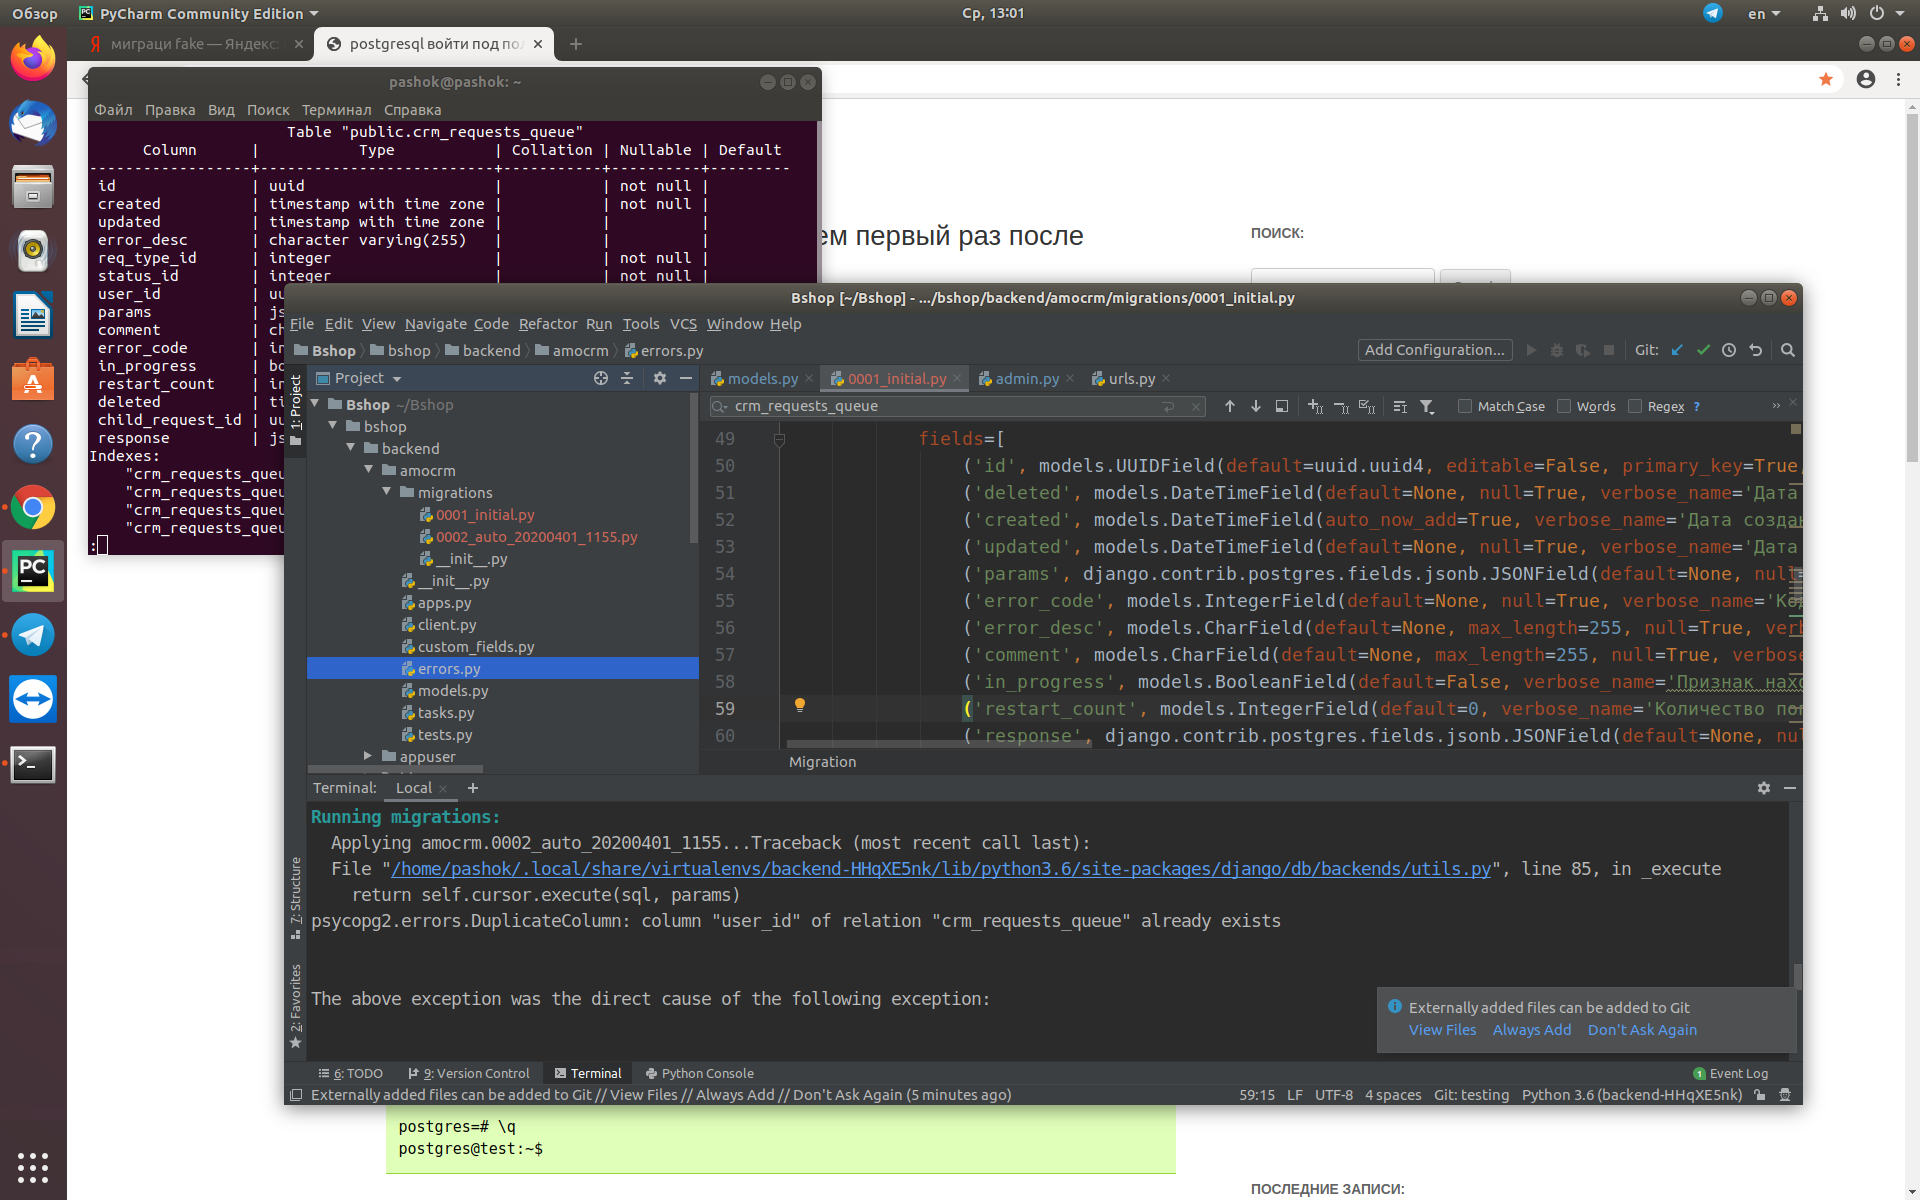 Обзор
PyCharm Community Edition
Ср, 13:01
en
миграци fake — Яндекс:
postgresql войти под по
pashok@pashok: ~
Файл Правка Вид Поиск Терминал Справка
Table "public.crm_requests_queue"
Column | Type | Collation | Nullable | Default
------------------+--------------------------+-----------+----------+---------
id | uuid | | not null |
created | timestamp with time zone | | not null |
updated | timestamp with time zone | | |
error_desc | character varying(255) | | |
req_type_id | integer | | not null |
status_id | integer | | not null |
user_id | uu
params | js
comment | ch
error_code | in
in_progress | bo
restart_count | in
deleted | ti
child_request_id | uu
response | js
Indexes:
"crm_requests_queu
"crm_requests_queu
"crm_requests_queu
"crm_requests_queu
:
ем первый раз после
ПОИСК:
Bshop [~/Bshop] - .../bshop/backend/amocrm/migrations/0001_initial.py
File Edit View Navigate Code Refactor Run Tools VCS Window Help
Bshop bshop backend amocrm errors.py
Add Configuration...
Git:
1: Project
Project
models.py 0001_initial.py admin.py urls.py
crm_requests_queue
Match Case Words Regex ?
Bshop ~/Bshop
bshop
backend
amocrm
migrations
0001_initial.py
0002_auto_20200401_1155.py
__init__.py
__init__.py
apps.py
client.py
custom_fields.py
errors.py
models.py
tasks.py
tests.py
appuser
49 fields=[
50 ('id', models.UUIDField(default=uuid.uuid4, editable=False, primary_key=True,
51 ('deleted', models.DateTimeField(default=None, null=True, verbose_name='Дата
52 ('created', models.DateTimeField(auto_now_add=True, verbose_name='Дата создан
53 ('updated', models.DateTimeField(default=None, null=True, verbose_name='Дата
54 ('params', django.contrib.postgres.fields.jsonb.JSONField(default=None, null=
55 ('error_code', models.IntegerField(default=None, null=True, verbose_name='Код
56 ('error_desc', models.CharField(default=None, max_length=255, null=True, verb
57 ('comment', models.CharField(default=None, max_length=255, null=True, verbose
58 ('in_progress', models.BooleanField(default=False, verbose_name='Признак нахо
59 ('restart_count', models.IntegerField(default=0, verbose_name='Количество поп
60 ('response', django.contrib.postgres.fields.jsonb.JSONField(default=None, nul
Migration
Terminal: Local
Running migrations:
Applying amocrm.0002_auto_20200401_1155...Traceback (most recent call last):
File "/home/pashok/.local/share/virtualenvs/backend-HHqXE5nk/lib/python3.6/site-packages/django/db/backends/utils.py", line 85, in _execute
return self.cursor.execute(sql, params)
psycopg2.errors.DuplicateColumn: column "user_id" of relation "crm_requests_queue" already exists
The above exception was the direct cause of the following exception:
7: Structure
2: Favorites
Externally added files can be added to Git
View Files Always Add Don't Ask Again
6: TODO 9: Version Control Terminal Python Console
1 Event Log
Externally added files can be added to Git // View Files // Always Add // Don't Ask Again (5 minutes ago)
59:15 LF UTF-8 4 spaces Git: testing Python 3.6 (backend-HHqXE5nk)
postgres=# \q
postgres@test:~$
ПОСЛЕДНИЕ ЗАПИСИ: